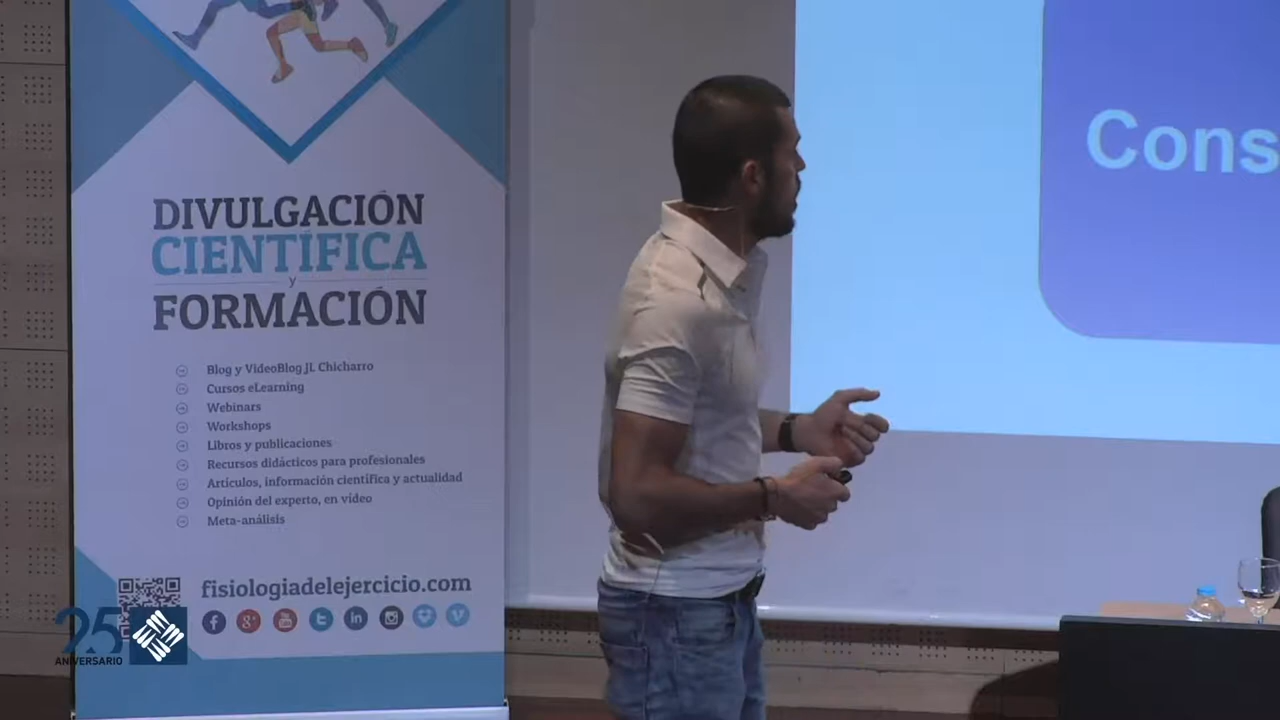 DIVULGACIÓN
CIENTÍFICA
y
FORMACIÓN
Blog y VideoBlog JL Chicharro
Cursos eLearning
Webinars
Workshops
Libros y publicaciones
Recursos didácticos para profesionales
Artículos, información científica y actualidad
Opinión del experto, en vídeo
Meta-análisis
fisiologiadelejercicio.com
25
ANIVERSARIO
Cons